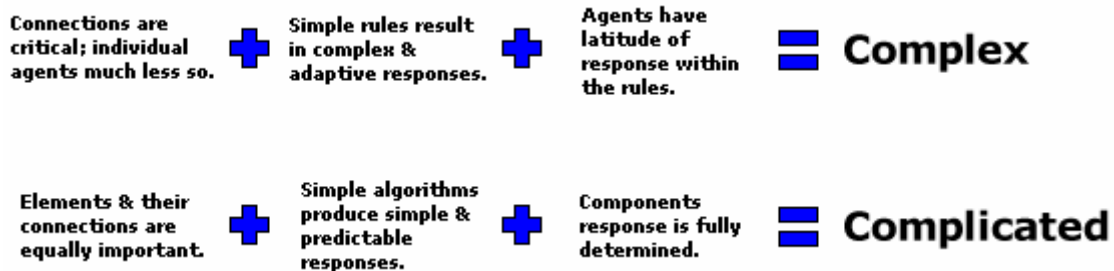 Connections are
critical; individual
agents much less so.
Simple rules result
in complex &
adaptive responses.
Agents have
latitude of
response within
the rules.
Complex
Elements & their
connections are
equally important.
Simple algorithms
produce simple &
predictable
responses.
Components
response is fully
determined.
Complicated